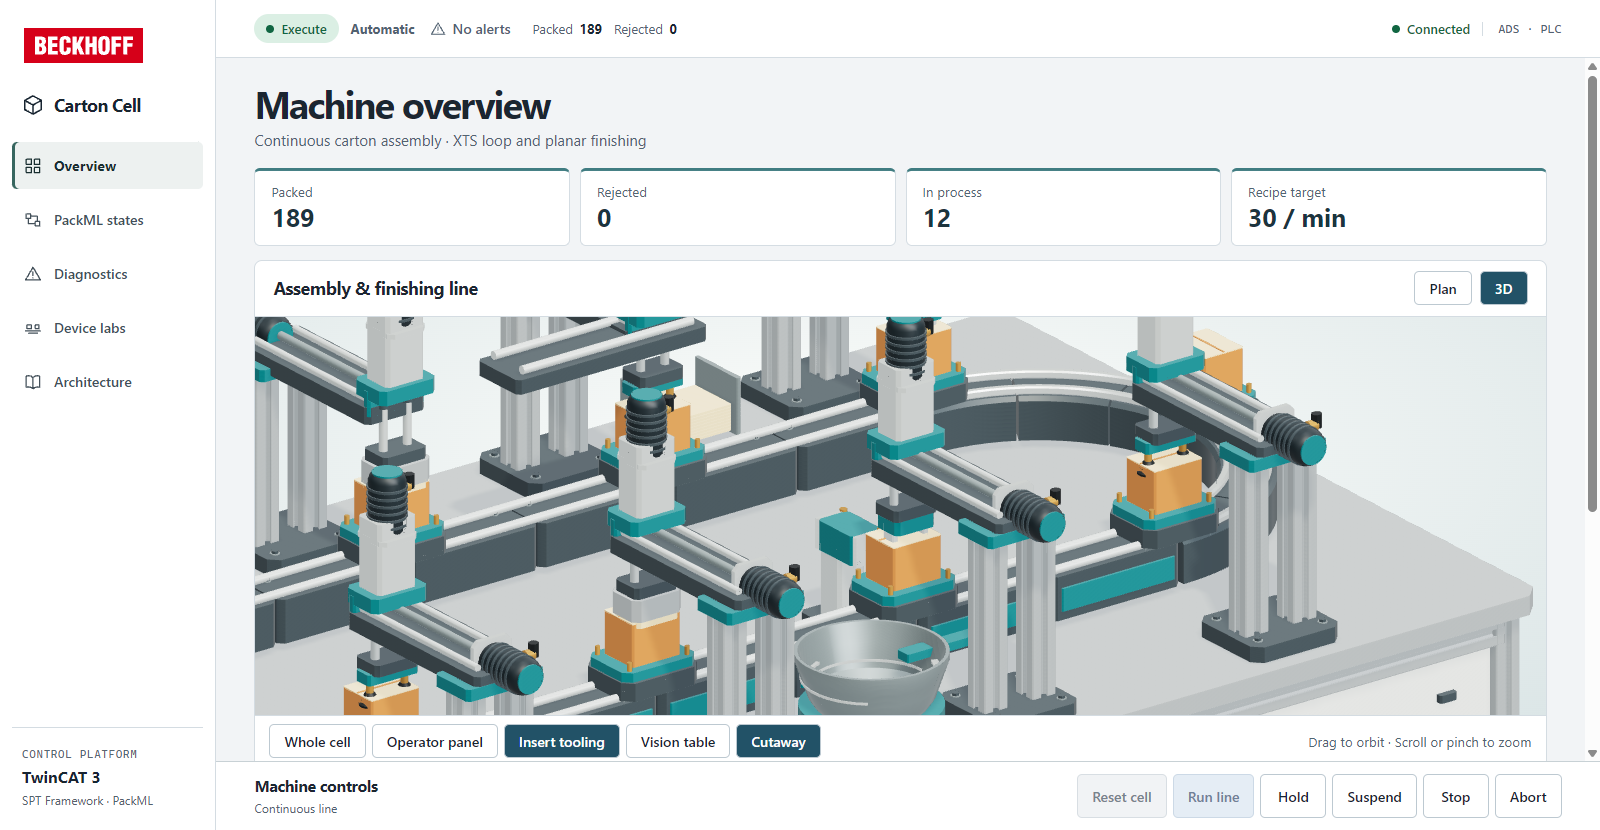 BECKHOFF
Carton Cell
Overview
PackML states
Diagnostics
Device labs
Architecture
CONTROL PLATFORM
TwinCAT 3
SPT Framework · PackML
Execute Automatic No alerts Packed 189 Rejected 0 Connected ADS · PLC
Machine overview
Continuous carton assembly · XTS loop and planar finishing
Packed
189
Rejected
0
In process
12
Recipe target
30 / min
Assembly & finishing line
Plan 3D
Whole cell Operator panel Insert tooling Vision table Cutaway Drag to orbit · Scroll or pinch to zoom
Machine controls
Continuous line
Reset cell Run line Hold Suspend Stop Abort